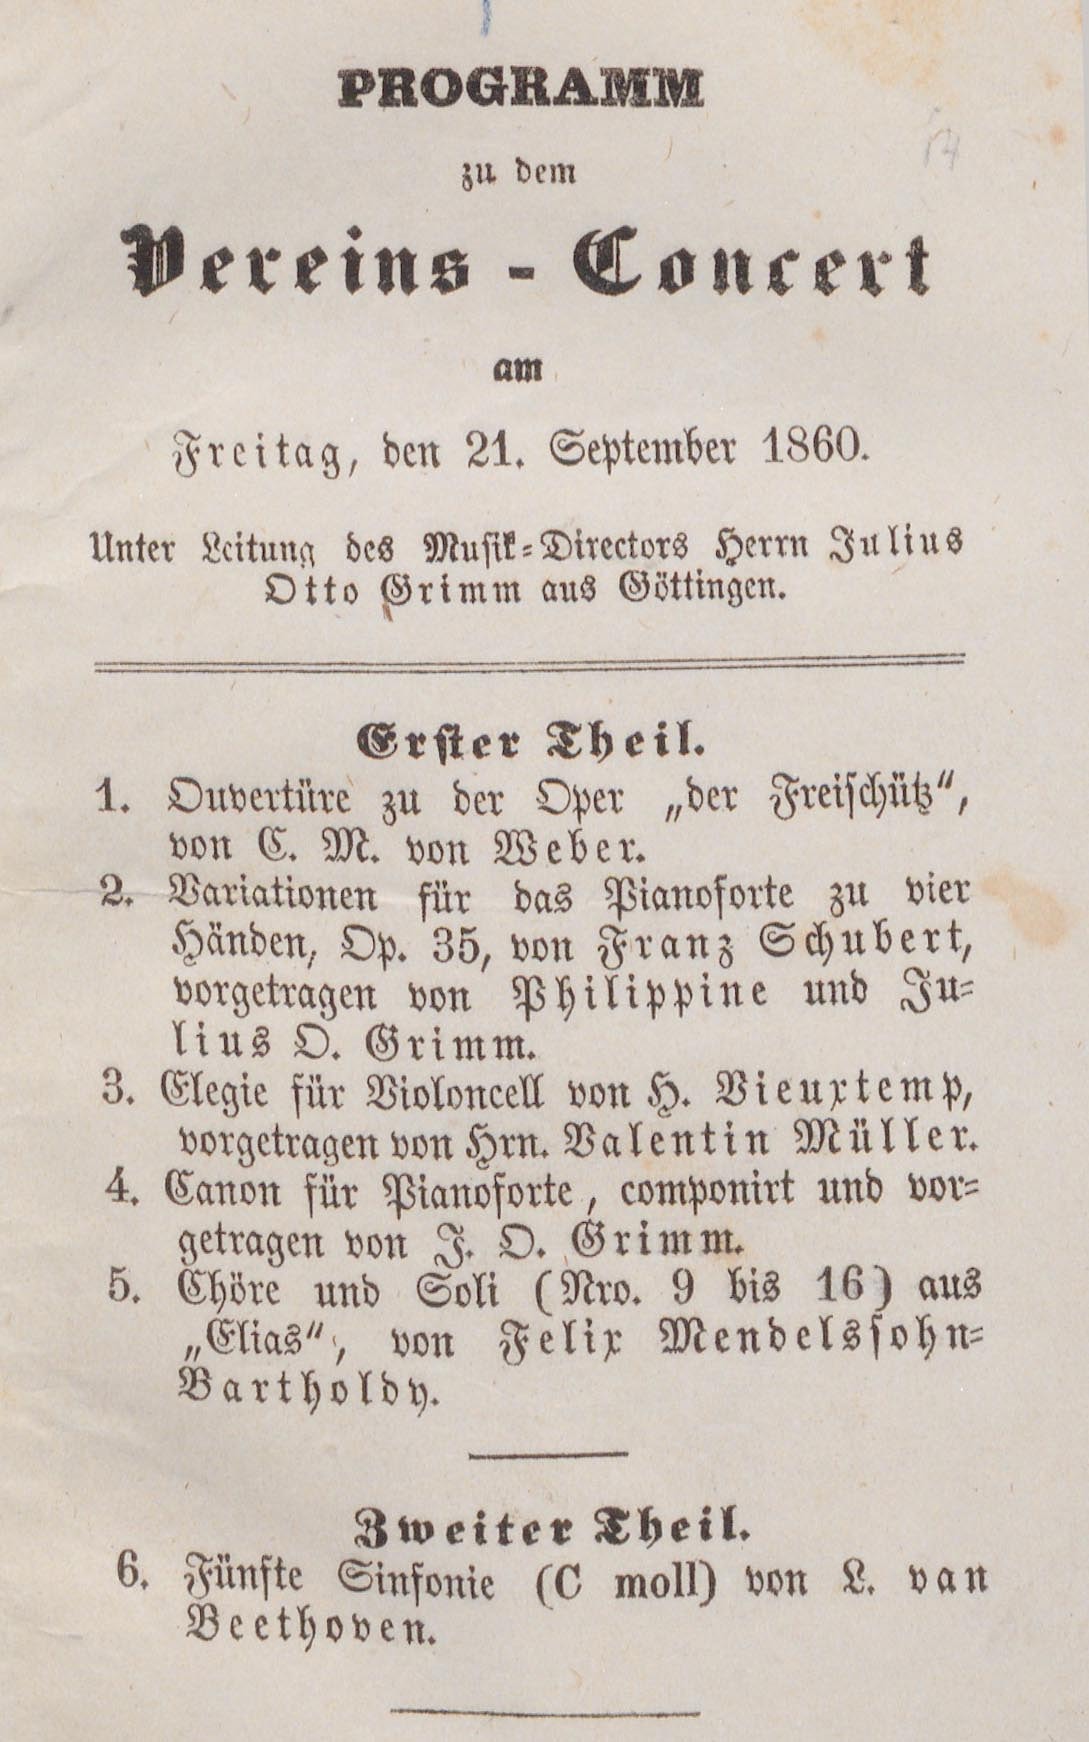 PROGRAMM
zu dem
Vereins - Concert
am
Freitag, den 21. September 1860.
Unter Leitung des Musik-Directors Herrn Julius
Otto Grimm aus Göttingen.
Erster Theil.
1. Ouvertüre zu der Oper „der Freischütz“,
von C. M. von Weber.
2. Variationen für das Pianoforte zu vier
Händen, Op. 35, von Franz Schubert,
vorgetragen von Philippine und Ju-
lius O. Grimm.
3. Elegie für Violoncell von H. Vieuxtemp,
vorgetragen von Hrn. Valentin Müller.
4. Canon für Pianoforte, componirt und vor-
getragen von J. O. Grimm.
5. Chöre und Soli (Nro. 9 bis 16) aus
„Elias“, von Felix Mendelssohn-
Bartholdy.
Zweiter Theil.
6. Fünfte Sinfonie (C moll) von L. van
Beethoven.